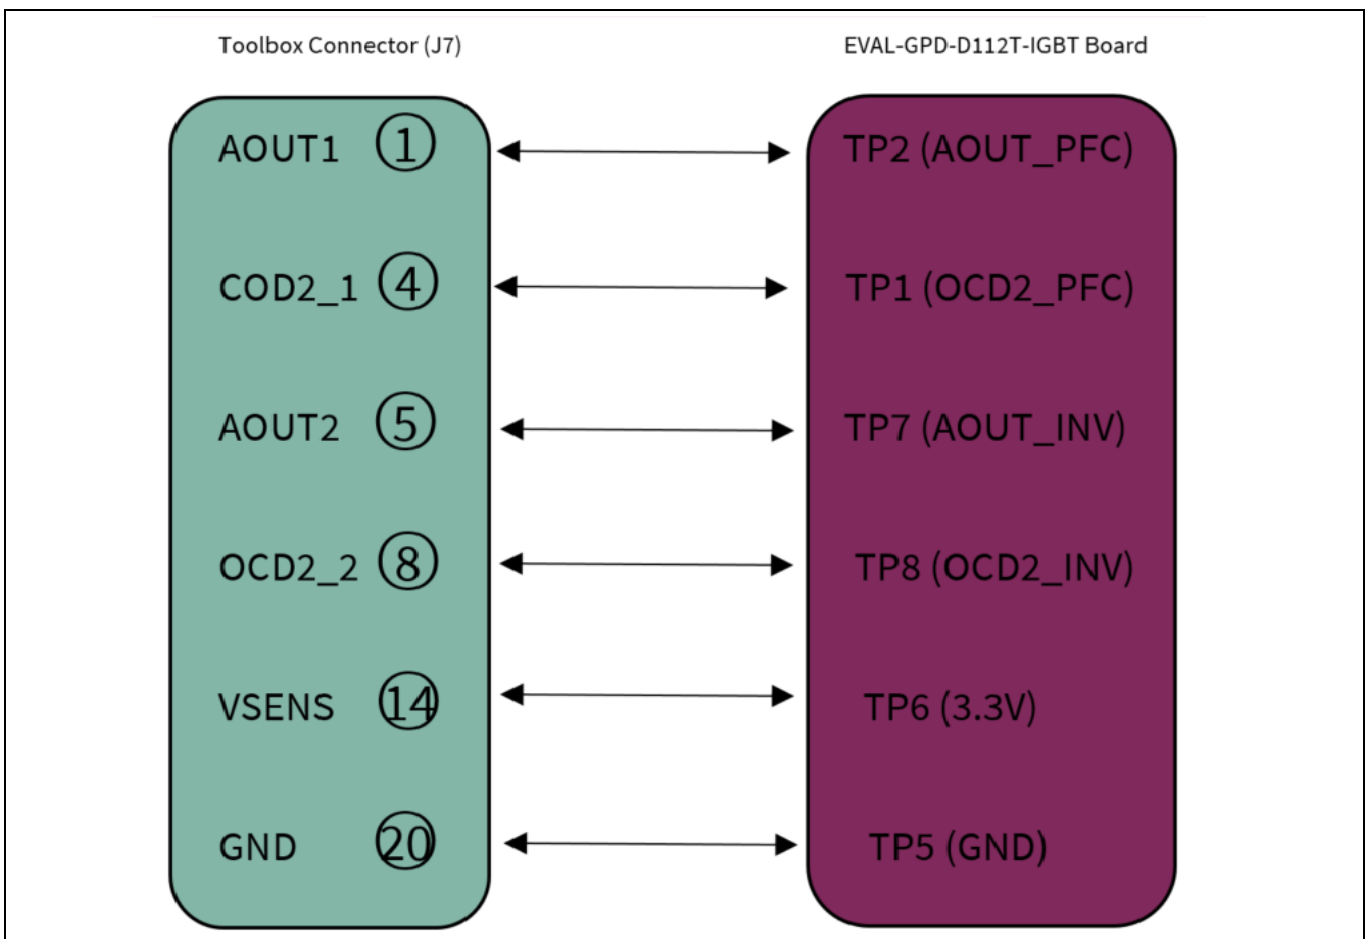 Toolbox Connector (J7)
EVAL-GPD-D112T-IGBT Board
AOUT1 1
TP2 (AOUT_PFC)
COD2_1 4
TP1 (OCD2_PFC)
AOUT2 5
TP7 (AOUT_INV)
OCD2_2 8
TP8 (OCD2_INV)
VSENS 14
TP6 (3.3V)
GND 20
TP5 (GND)